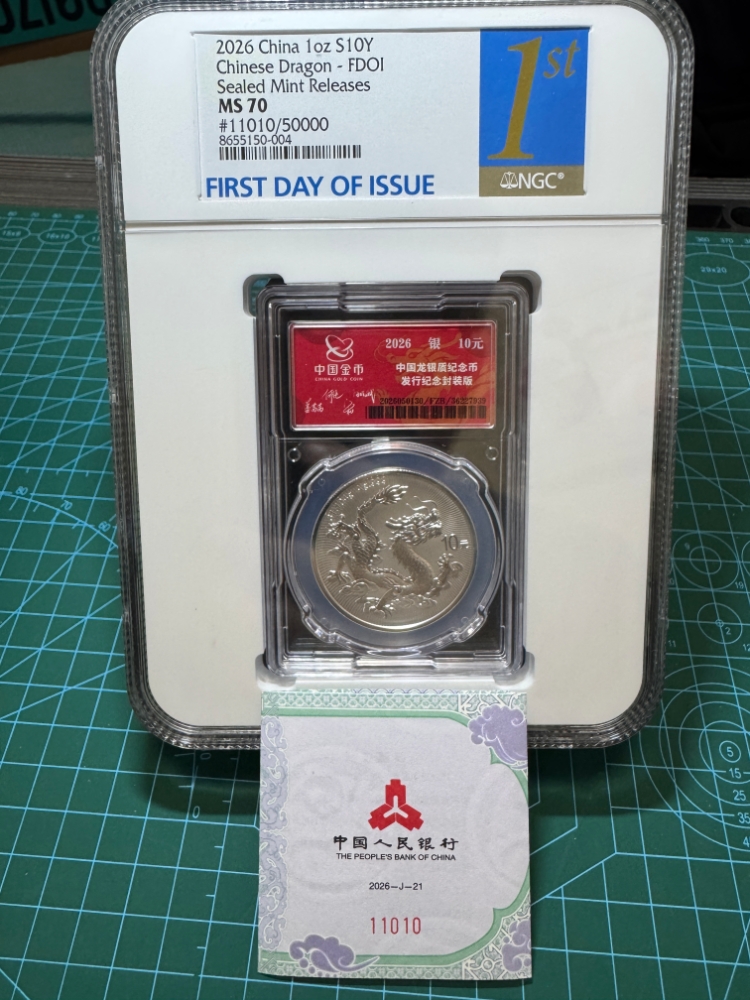 2026 China 1oz S10Y
Chinese Dragon - FDOI
Sealed Mint Releases
MS 70
#11010/50000
8655150-004
FIRST DAY OF ISSUE
1st
NGC®
中国金币
CHINA GOLD COIN
2026 银 10元
中国龙银质纪念币
发行纪念封装版
10元
中国人民银行
THE PEOPLE'S BANK OF CHINA
2026-J-21
11010